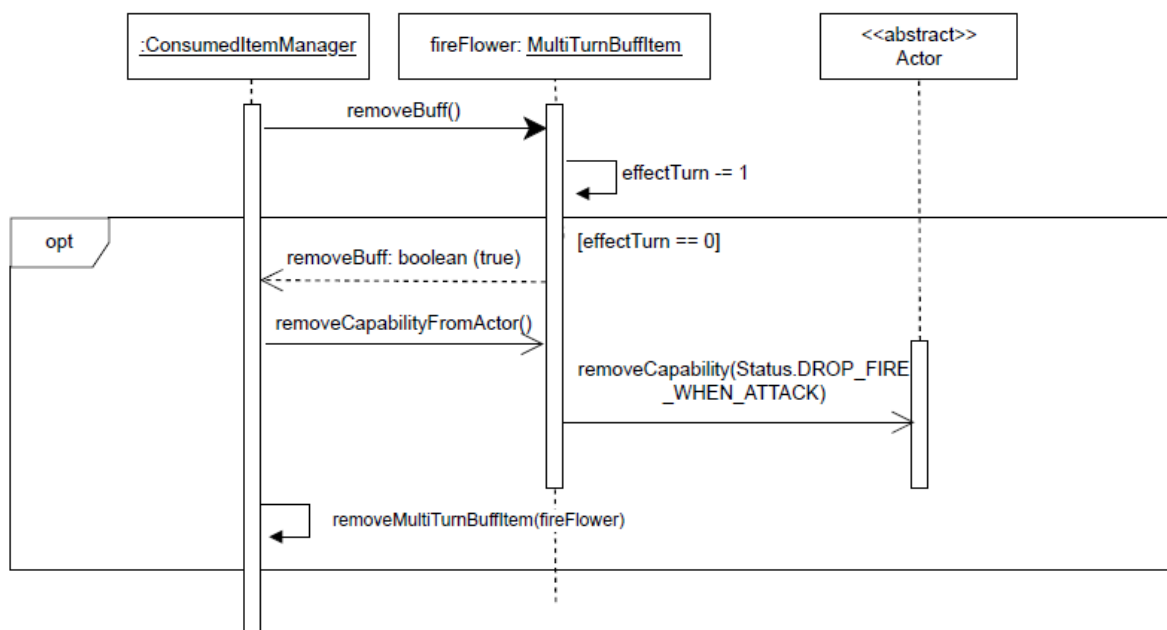 :ConsumedItemManager
fireFlower: MultiTurnBuffItem
<<abstract>>
Actor
removeBuff()
effectTurn -= 1
opt
[effectTurn == 0]
removeBuff: boolean (true)
removeCapabilityFromActor()
removeCapability(Status.DROP_FIRE
_WHEN_ATTACK)
removeMultiTurnBuffItem(fireFlower)